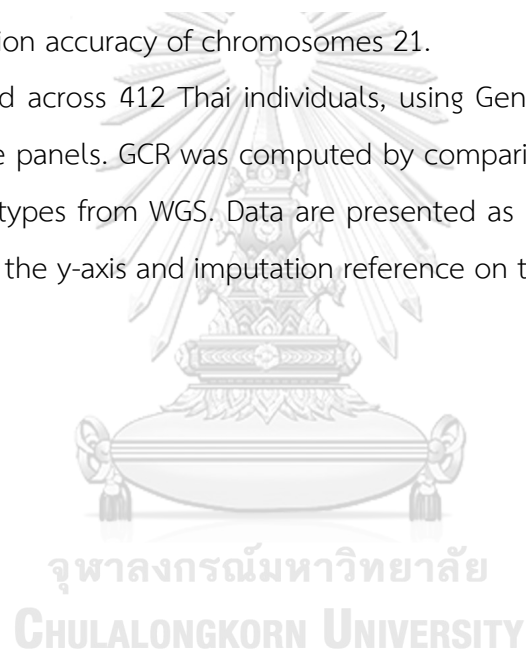 ion accuracy of chromosomes 21.
d across 412 Thai individuals, using Gen
e panels. GCR was computed by compari
types from WGS. Data are presented as
the y-axis and imputation reference on t
จุฬาลงกรณ์มหาวิทยาลัย
CHULALONGKORN UNIVERSITY